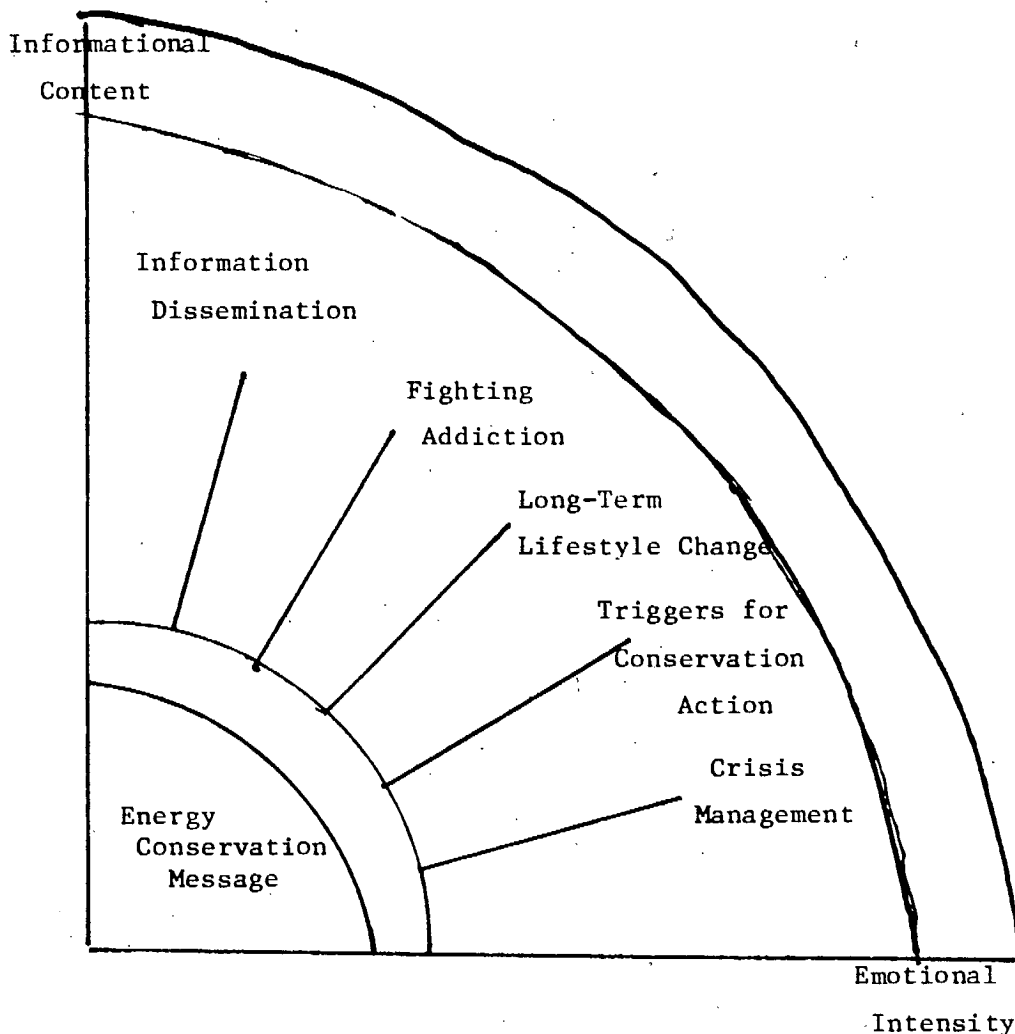 Informational
Content
Information
Dissemination
Fighting
Addiction
Long-Term
Lifestyle Change
Triggers for
Conservation
Action
Crisis
Management
Energy
Conservation
Message
Emotional
Intensity